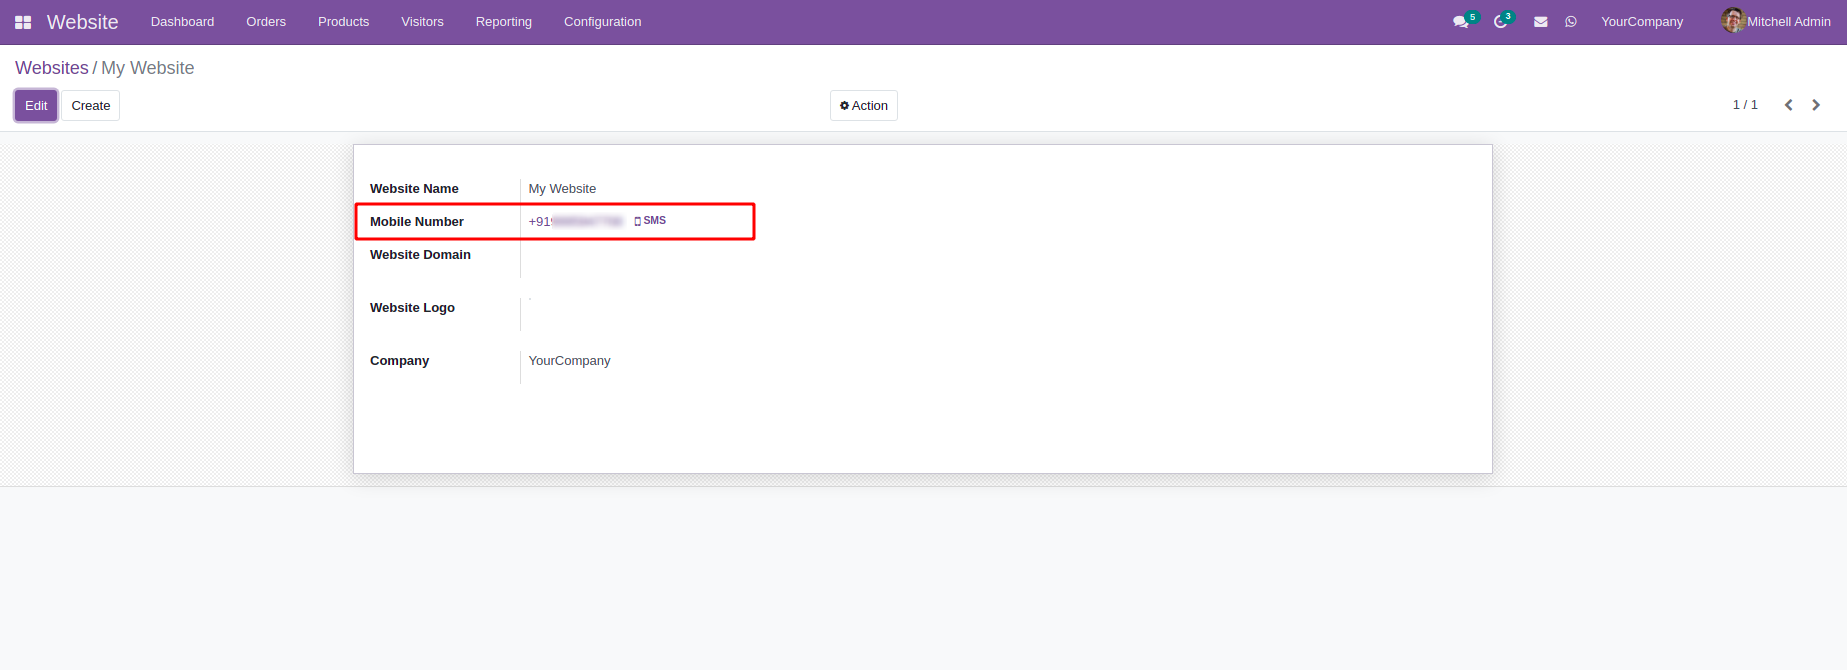 Website Dashboard Orders Products Visitors Reporting Configuration 5 3 YourCompany Mitchell Admin
Websites / My Website
Edit Create Action 1 / 1
Website Name My Website
Mobile Number +91 SMS
Website Domain
Website Logo
Company YourCompany